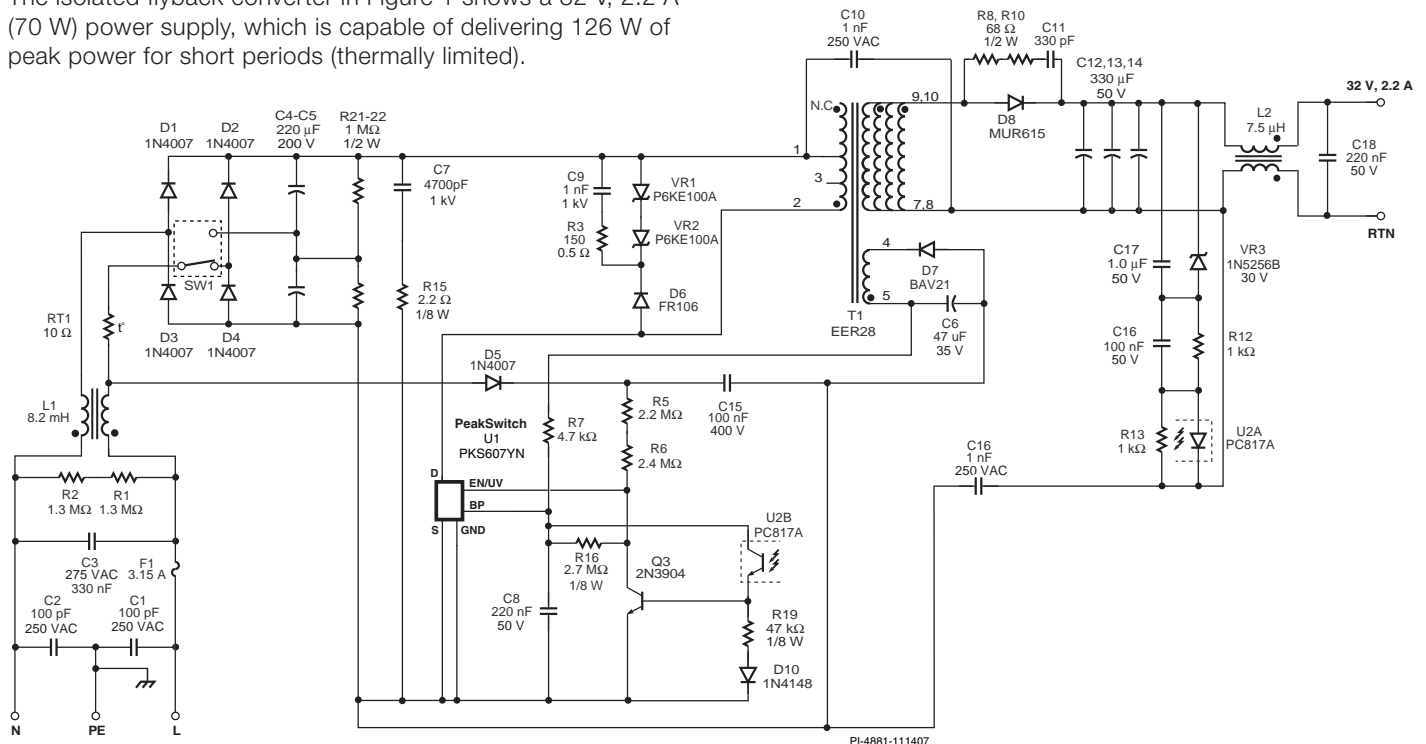 The isolated flyback converter in Figure 1 shows a 32 V, 2.2 A
(70 W) power supply, which is capable of delivering 126 W of
peak power for short periods (thermally limited).
C10
1 nF
250 VAC
R8, R10
68 Ω
1/2 W
C11
330 pF
C12,13,14
330 µF
50 V
32 V, 2.2 A
D1
1N4007
D2
1N4007
C4-C5
220 µF
200 V
R21-22
1 MΩ
1/2 W
N.C
9,10
D8
MUR615
L2
7.5 µH
C18
220 nF
50 V
C7
4700pF
1 kV
C9
1 nF
1 kV
VR1
P6KE100A
1
3
2
7,8
VR2
P6KE100A
R3
150
0.5 Ω
RTN
SW1
4
D7
BAV21
C17
1.0 µF
50 V
VR3
1N5256B
30 V
RT1
10 Ω
t°
R15
2.2 Ω
1/8 W
D6
FR106
5
T1
EER28
C6
47 uF
35 V
D3
1N4007
D4
1N4007
C16
100 nF
50 V
R12
1 kΩ
D5
1N4007
L1
8.2 mH
PeakSwitch
U1
PKS607YN
R7
4.7 kΩ
R5
2.2 MΩ
C15
100 nF
400 V
R6
2.4 MΩ
R13
1 kΩ
U2A
PC817A
C16
1 nF
250 VAC
D
EN/UV
BP
S
GND
R2
1.3 MΩ
R1
1.3 MΩ
U2B
PC817A
C3
275 VAC
330 nF
F1
3.15 A
R16
2.7 MΩ
1/8 W
Q3
2N3904
C2
100 pF
250 VAC
C1
100 pF
250 VAC
C8
220 nF
50 V
R19
47 kΩ
1/8 W
D10
1N4148
N
PE
L
PI-4881-111407